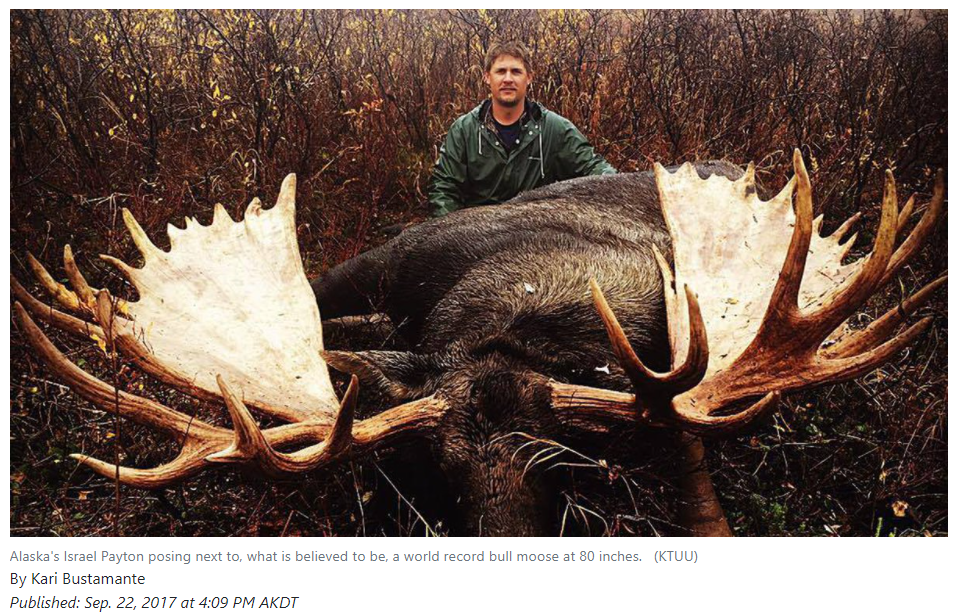 Alaska's Israel Payton posing next to, what is believed to be, a world record bull moose at 80 inches. (KTUU)
By Kari Bustamante
Published: Sep. 22, 2017 at 4:09 PM AKDT